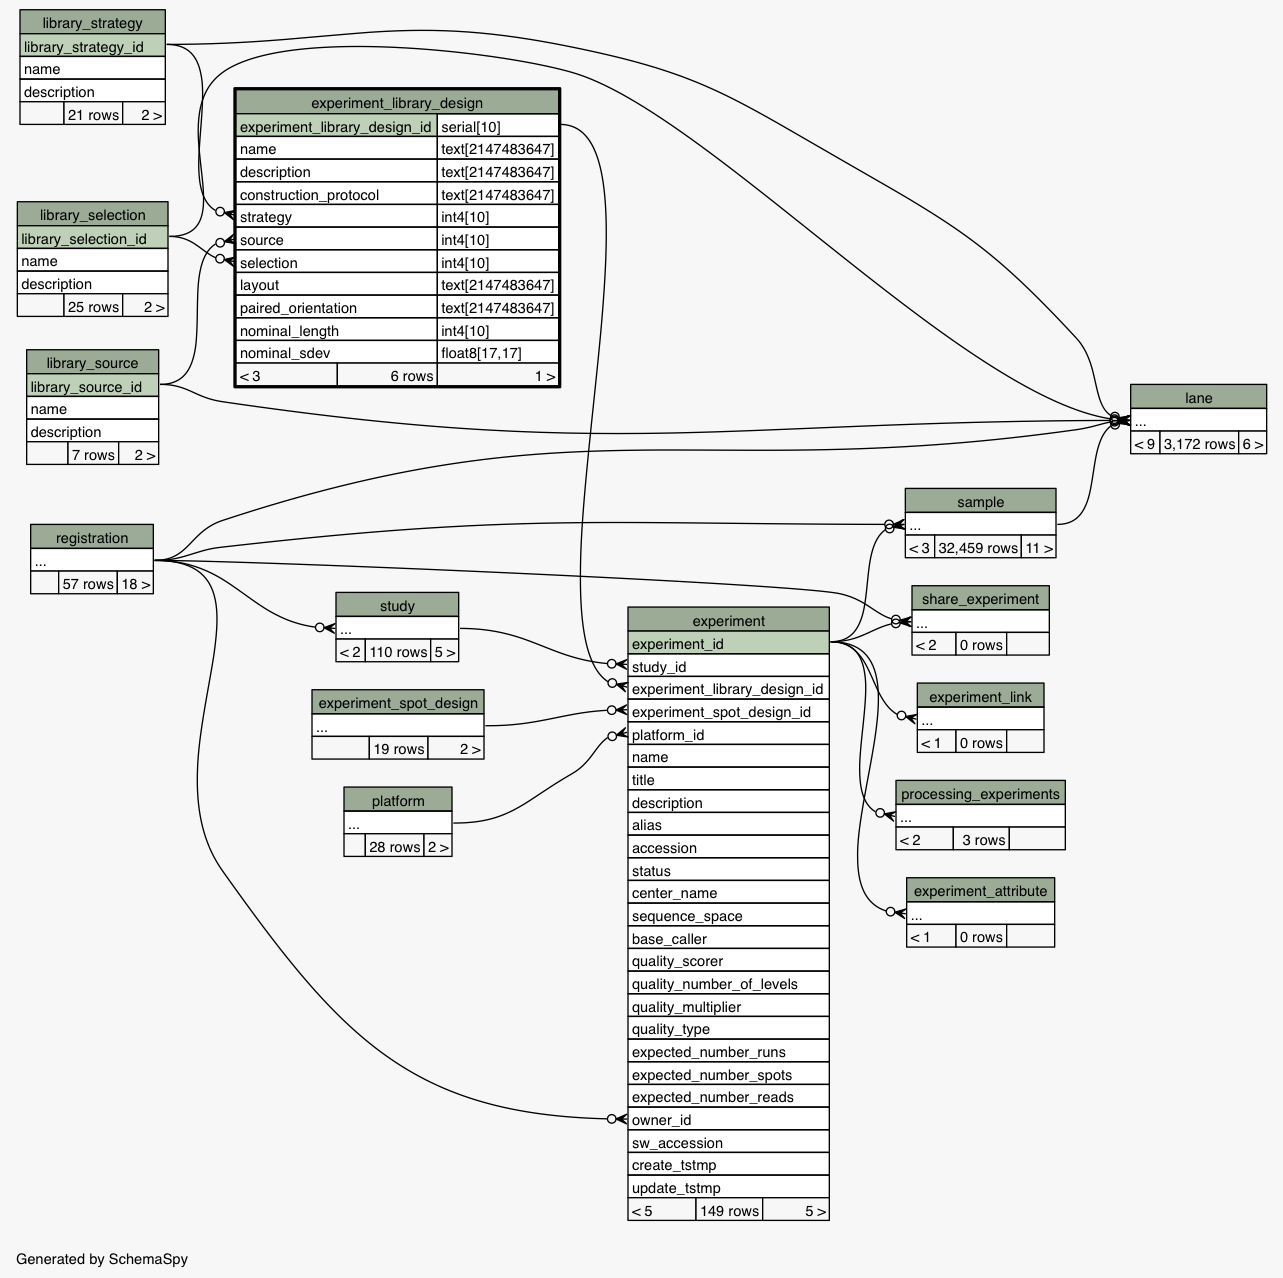 library_strategy
library_strategy_id
name
description
21 rows 2 >
library_selection
library_selection_id
name
description
25 rows 2 >
library_source
library_source_id
name
description
7 rows 2 >
experiment_library_design
experiment_library_design_id serial[10]
name text[2147483647]
description text[2147483647]
construction_protocol text[2147483647]
strategy int4[10]
source int4[10]
selection int4[10]
layout text[2147483647]
paired_orientation text[2147483647]
nominal_length int4[10]
nominal_sdev float8[17,17]
< 3 6 rows 1 >
lane
...
< 9 3,172 rows 6 >
registration
...
57 rows 18 >
sample
...
< 3 32,459 rows 11 >
study
...
< 2 110 rows 5 >
experiment_spot_design
...
19 rows 2 >
platform
...
28 rows 2 >
experiment
experiment_id
study_id
experiment_library_design_id
experiment_spot_design_id
platform_id
name
title
description
alias
accession
status
center_name
sequence_space
base_caller
quality_scorer
quality_number_of_levels
quality_multiplier
quality_type
expected_number_runs
expected_number_spots
expected_number_reads
owner_id
sw_accession
create_tstmp
update_tstmp
< 5 149 rows 5 >
share_experiment
...
< 2 0 rows
experiment_link
...
< 1 0 rows
processing_experiments
...
< 2 3 rows
experiment_attribute
...
< 1 0 rows
Generated by SchemaSpy